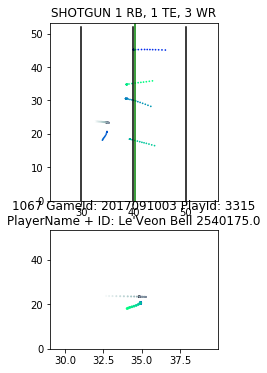 SHOTGUN 1 RB, 1 TE, 3 WR
50
40
30
20
10
0
30 40 50
1067 GameId: 2017091003 PlayId: 3315
PlayerName + ID: Le'Veon Bell 2540175.0
40
20
0
30.0 32.5 35.0 37.5